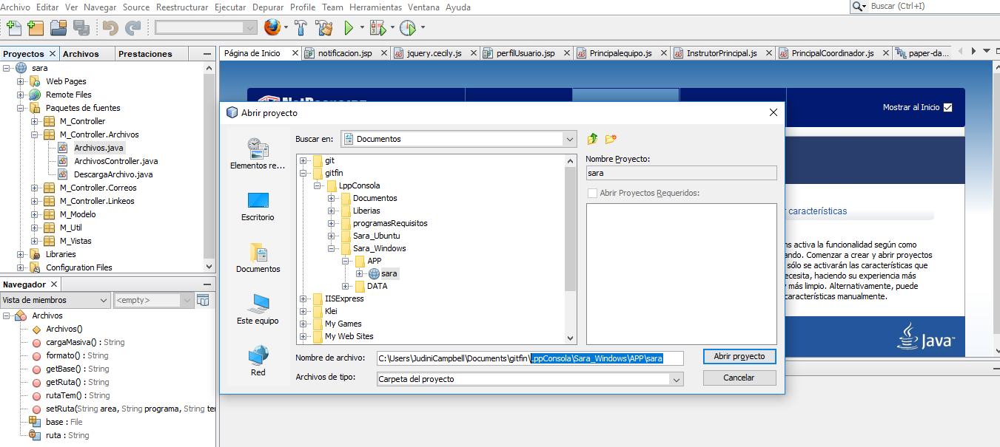 Archivo Editar Ver Navegar Source Reestructurar Ejecutar Depurar Profile Team Herramientas Ventana Ayuda
Buscar (Ctrl+I)
Proyectos Archivos Prestaciones
Página de Inicio notificacion.jsp jquery.cecily.js perfilUsuario.jsp Principalequipo.js InstrutorPrincipal.js PrincipalCoordinador.js paper-da...
sara
Web Pages
Remote Files
Paquetes de fuentes
M_Controller
M_Controller.Archivos
Archivos.java
ArchivosController.java
DescargaArchivo.java
M_Controller.Correos
M_Controller.Linkeos
M_Modelo
M_Util
M_Vistas
Libraries
Configuration Files
Navegador
Vista de miembros <empty>
Archivos
Archivos()
cargaMasiva() : String
formato() : String
getBase() : String
getRuta() : String
rutaTem() : String
setRuta(String area, String programa, String te
base : File
ruta : String
Mostrar al Inicio
Abrir proyecto
Buscar en: Documentos
Elementos re...
Escritorio
Documentos
Este equipo
Red
git
gitfin
LppConsola
Documentos
Liberias
programasRequisitos
Sara_Ubuntu
Sara_Windows
APP
sara
DATA
IISExpress
Klei
My Games
My Web Sites
Nombre Proyecto:
sara
Abrir Proyectos Requeridos:
Nombre de archivo: C:\Users\JudiniCampbell\Documents\gitfin\LppConsola\Sara_Windows\APP\sara
Abrir proyecto
Archivos de tipo: Carpeta del proyecto
Cancelar
características
ns activa la funcionalidad según como
ando. Comenzar a crear y abrir proyectos
sólo se activarán las características que
ecesita, haciendo su experiencia más
más limpio. Alternativamente, puede
características manualmente.
Java